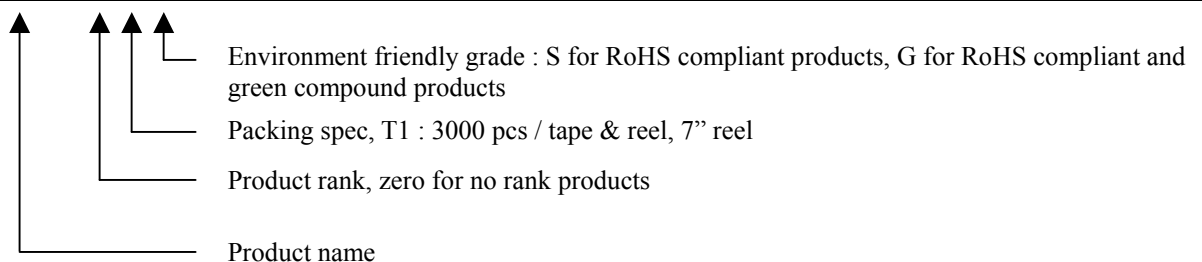 Environment friendly grade : S for RoHS compliant products, G for RoHS compliant and
green compound products
Packing spec, T1 : 3000 pcs / tape & reel, 7” reel
Product rank, zero for no rank products
Product name